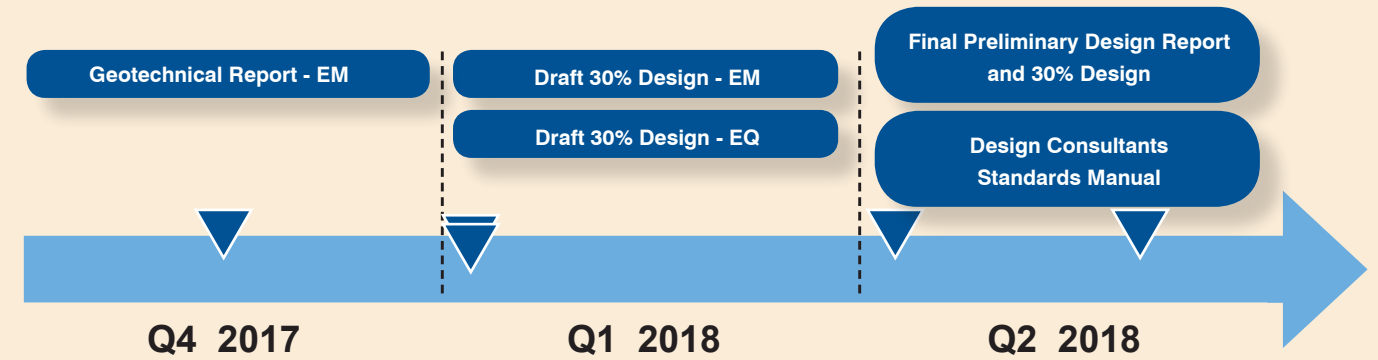 Geotechnical Report - EM
Draft 30% Design - EM
Draft 30% Design - EQ
Final Preliminary Design Report
and 30% Design
Design Consultants
Standards Manual
Q4 2017
Q1 2018
Q2 2018